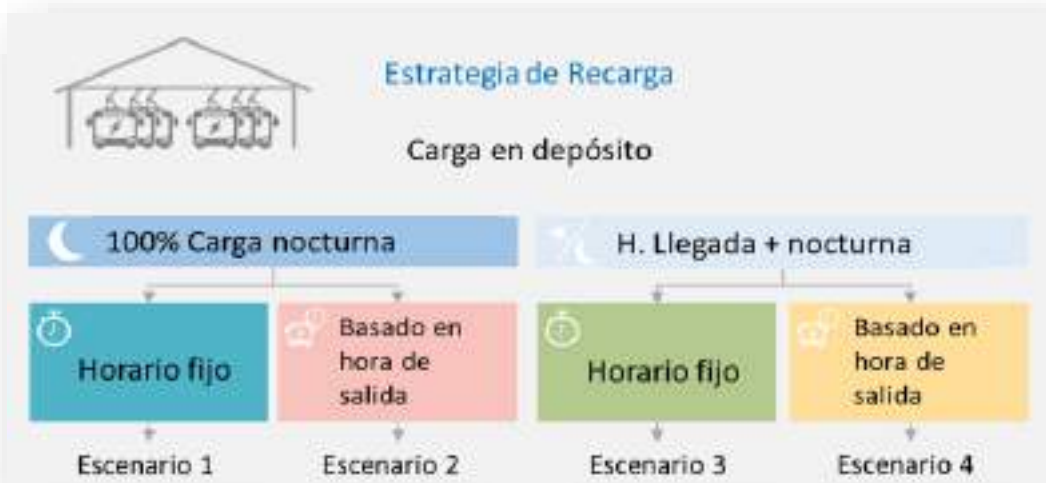 Estrategia de Recarga
Carga en depósito
100% Carga nocturna
H. Llegada + nocturna
Horario fijo
Basado en
hora de
salida
Horario fijo
Basado en
hora de
salida
Escenario 1
Escenario 2
Escenario 3
Escenario 4